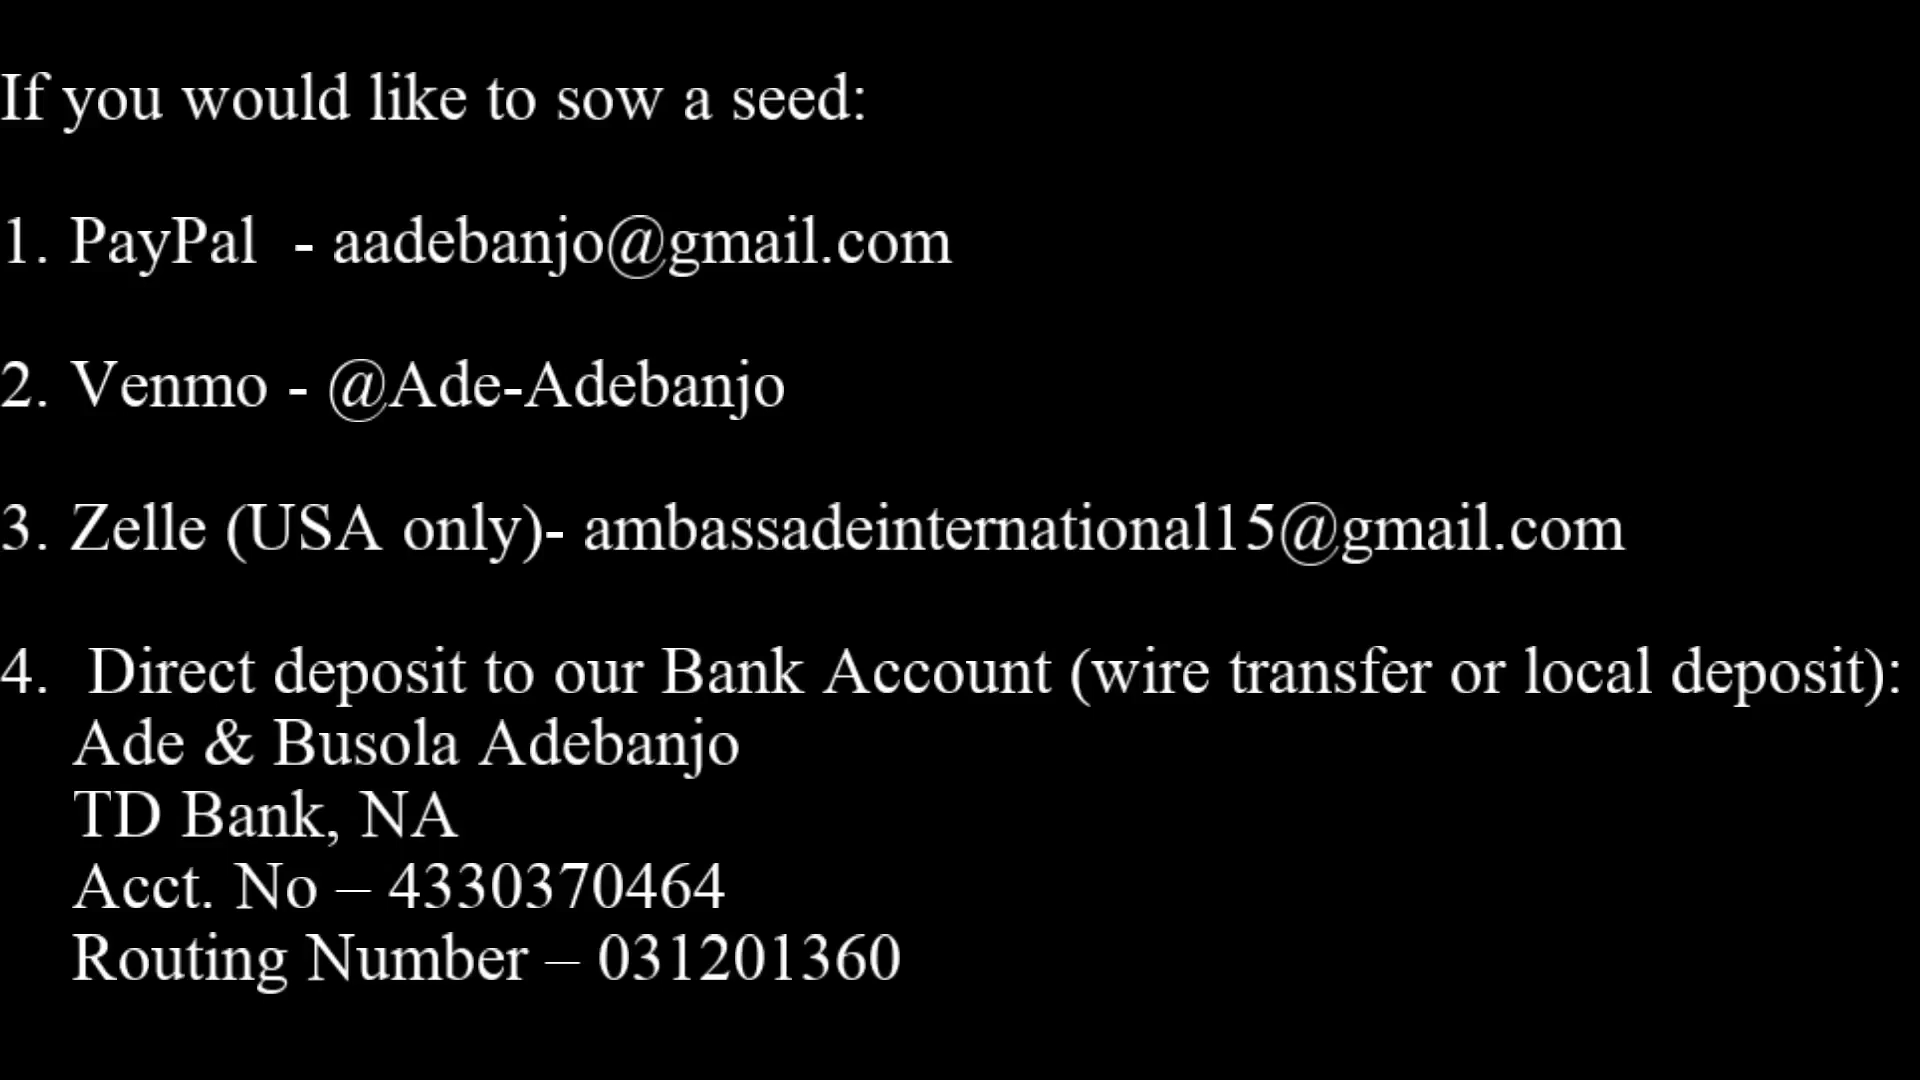 If you would like to sow a seed:
1. PayPal  - aadebanjo@gmail.com
2. Venmo - @Ade-Adebanjo
3. Zelle (USA only)- ambassadeinternational15@gmail.com
4.  Direct deposit to our Bank Account (wire transfer or local deposit):
Ade & Busola Adebanjo
TD Bank, NA
Acct. No – 4330370464
Routing Number – 031201360